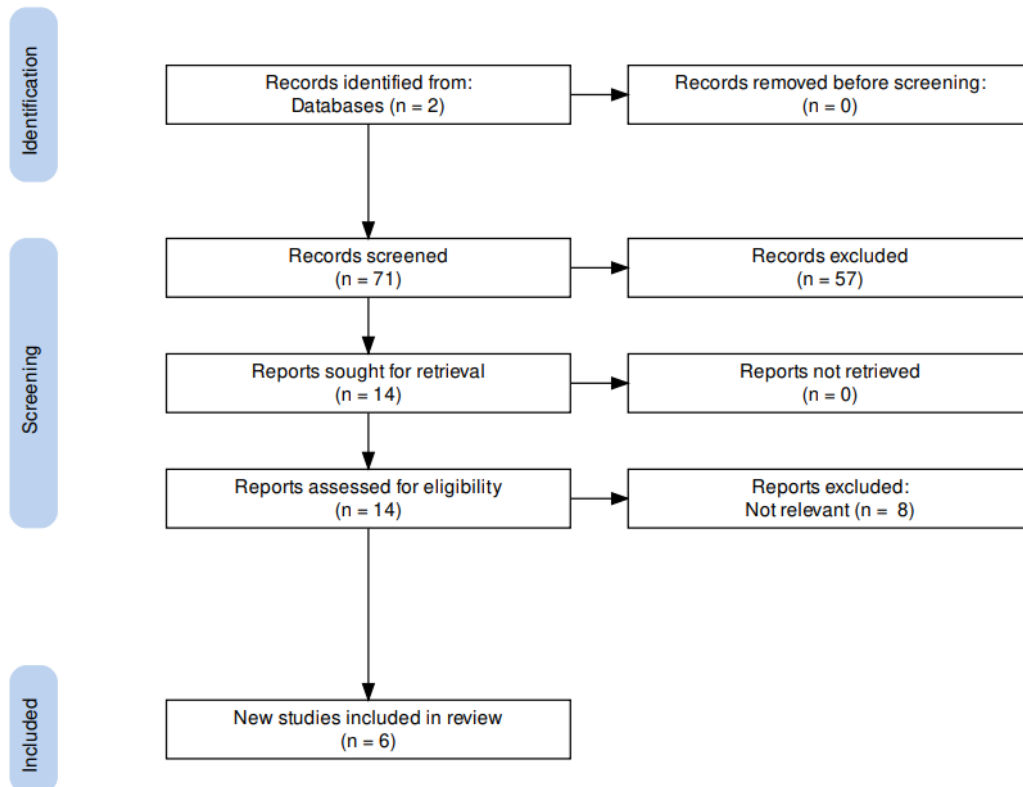 Identification
Records identified from:
Databases (n = 2)
Records removed before screening:
(n = 0)
Screening
Records screened
(n = 71)
Records excluded
(n = 57)
Reports sought for retrieval
(n = 14)
Reports not retrieved
(n = 0)
Reports assessed for eligibility
(n = 14)
Reports excluded:
Not relevant (n = 8)
Included
New studies included in review
(n = 6)